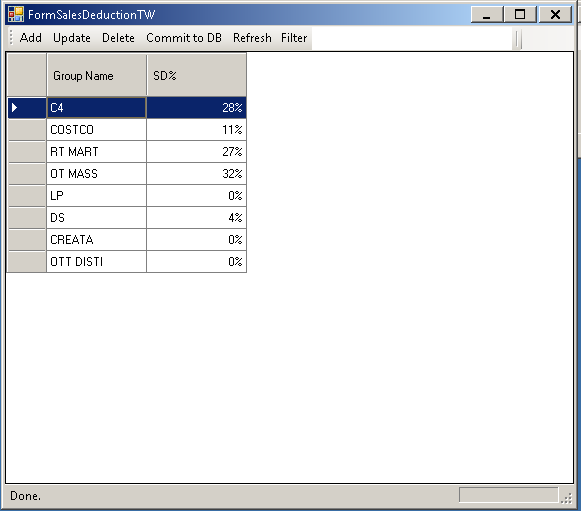 FormSalesDeductionTW
Add Update Delete Commit to DB Refresh Filter
Group Name SD%
C4 28%
COSTCO 11%
RT MART 27%
OT MASS 32%
LP 0%
DS 4%
CREATA 0%
OTT DISTI 0%
Done.